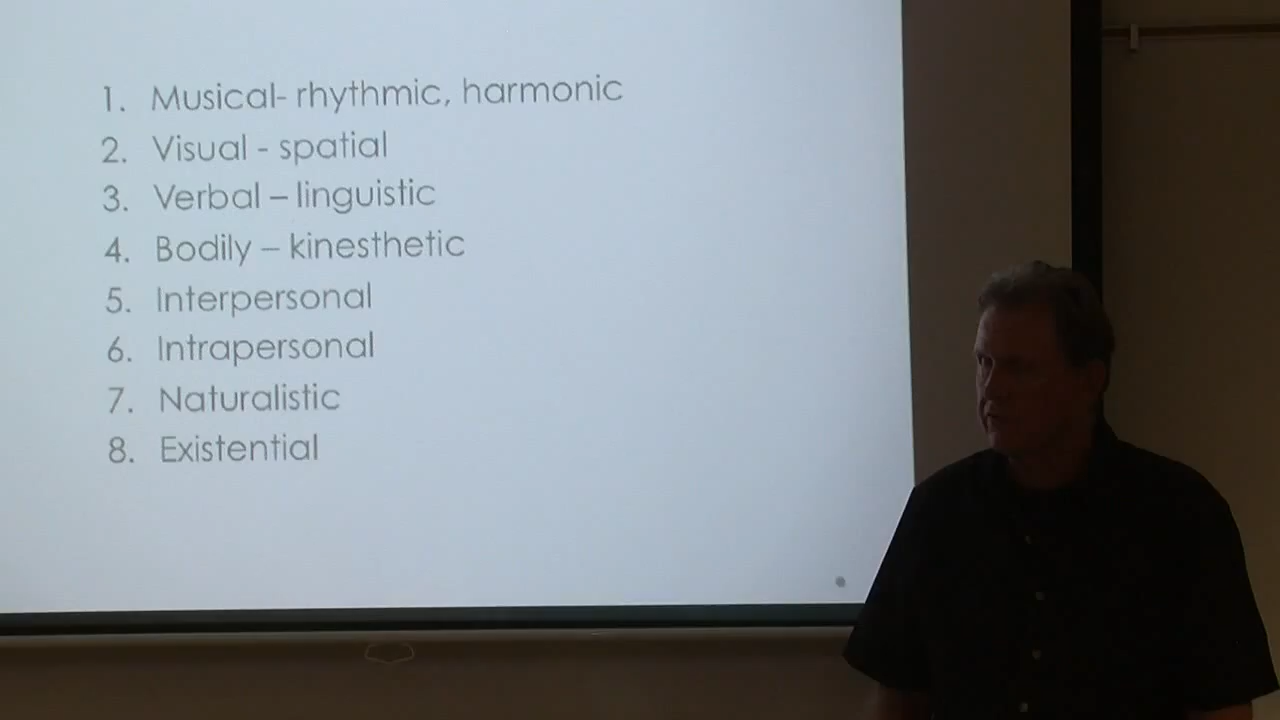 1. Musical- rhythmic, harmonic
2. Visual - spatial
3. Verbal – linguistic
4. Bodily – kinesthetic
5. Interpersonal
6. Intrapersonal
7. Naturalistic
8. Existential